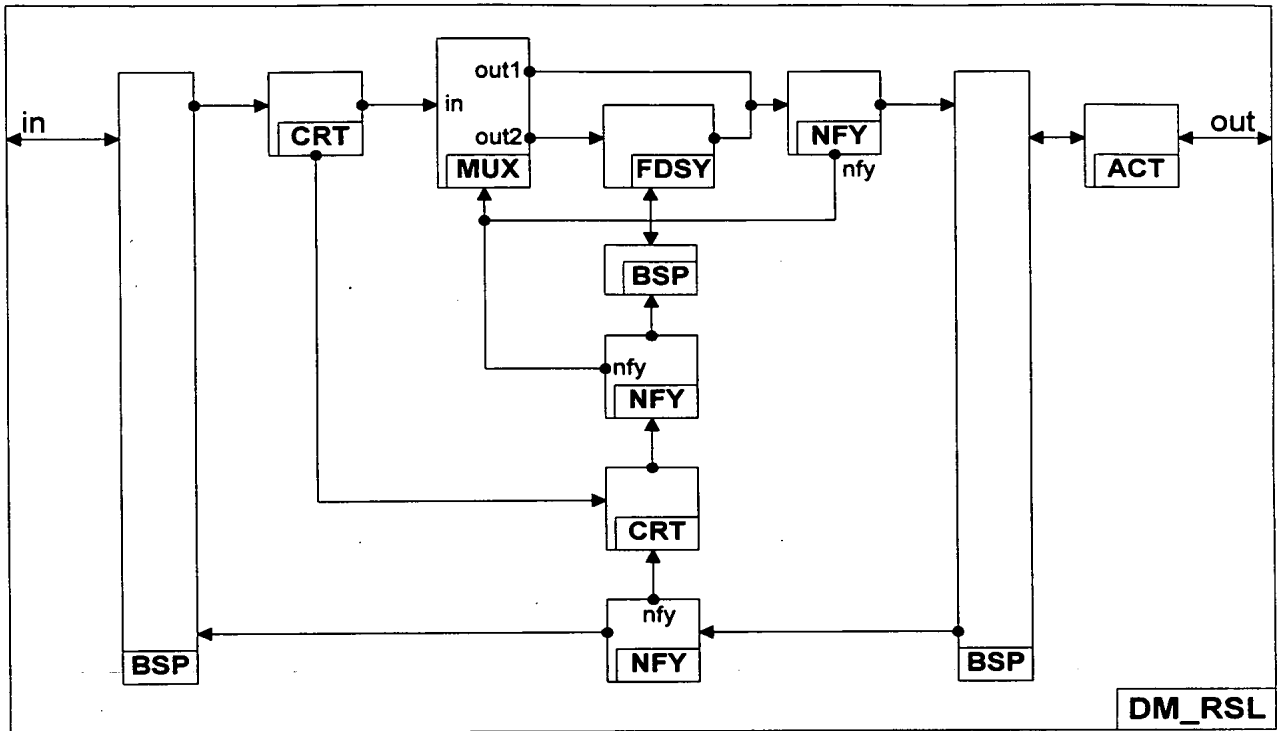 in
BSP
CRT
in
out1
out2
MUX
FDSY
NFY
nfy
BSP
ACT
out
BSP
nfy
NFY
CRT
nfy
NFY
DM_RSL